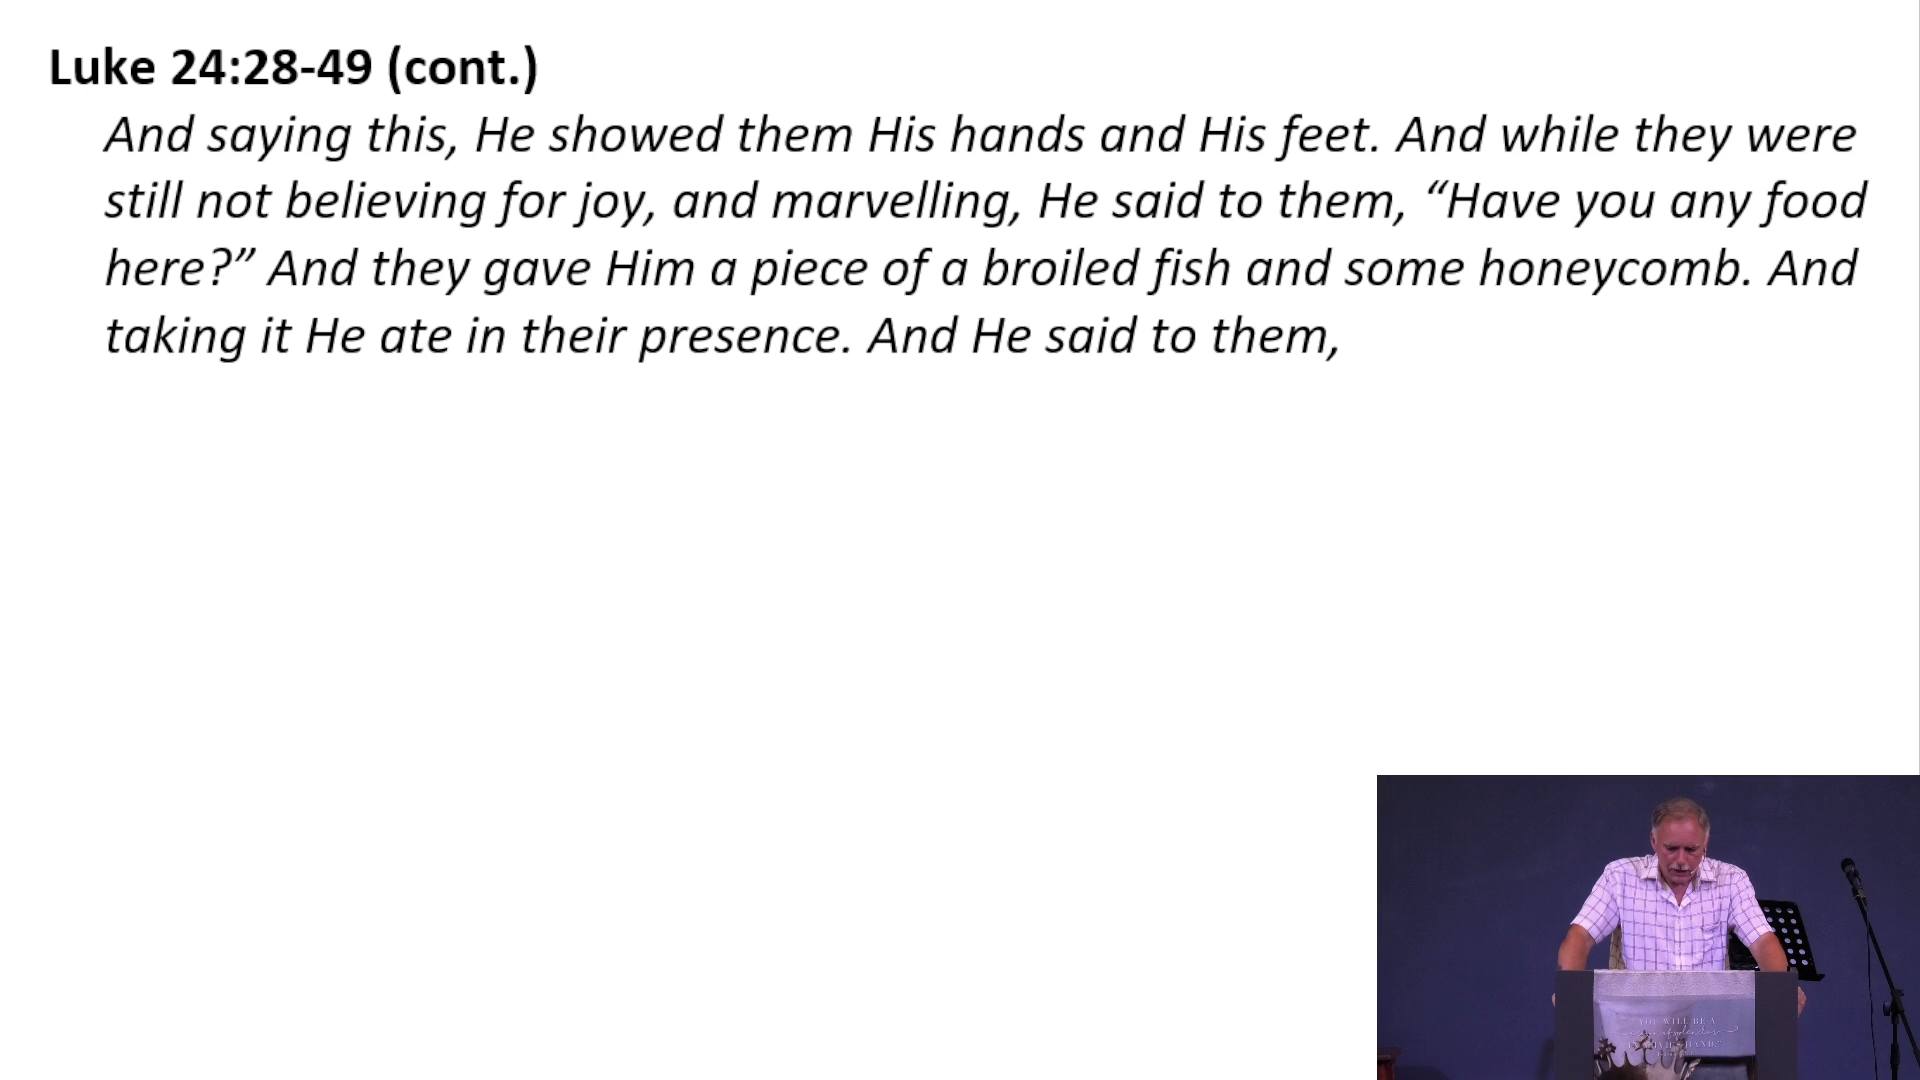 Luke 24:28-49 (cont.)
And saying this, He showed them His hands and His feet. And while they were
still not believing for joy, and marvelling, He said to them, “Have you any food
here?” And they gave Him a piece of a broiled fish and some honeycomb. And
taking it He ate in their presence. And He said to them,
YOU WILL BE A